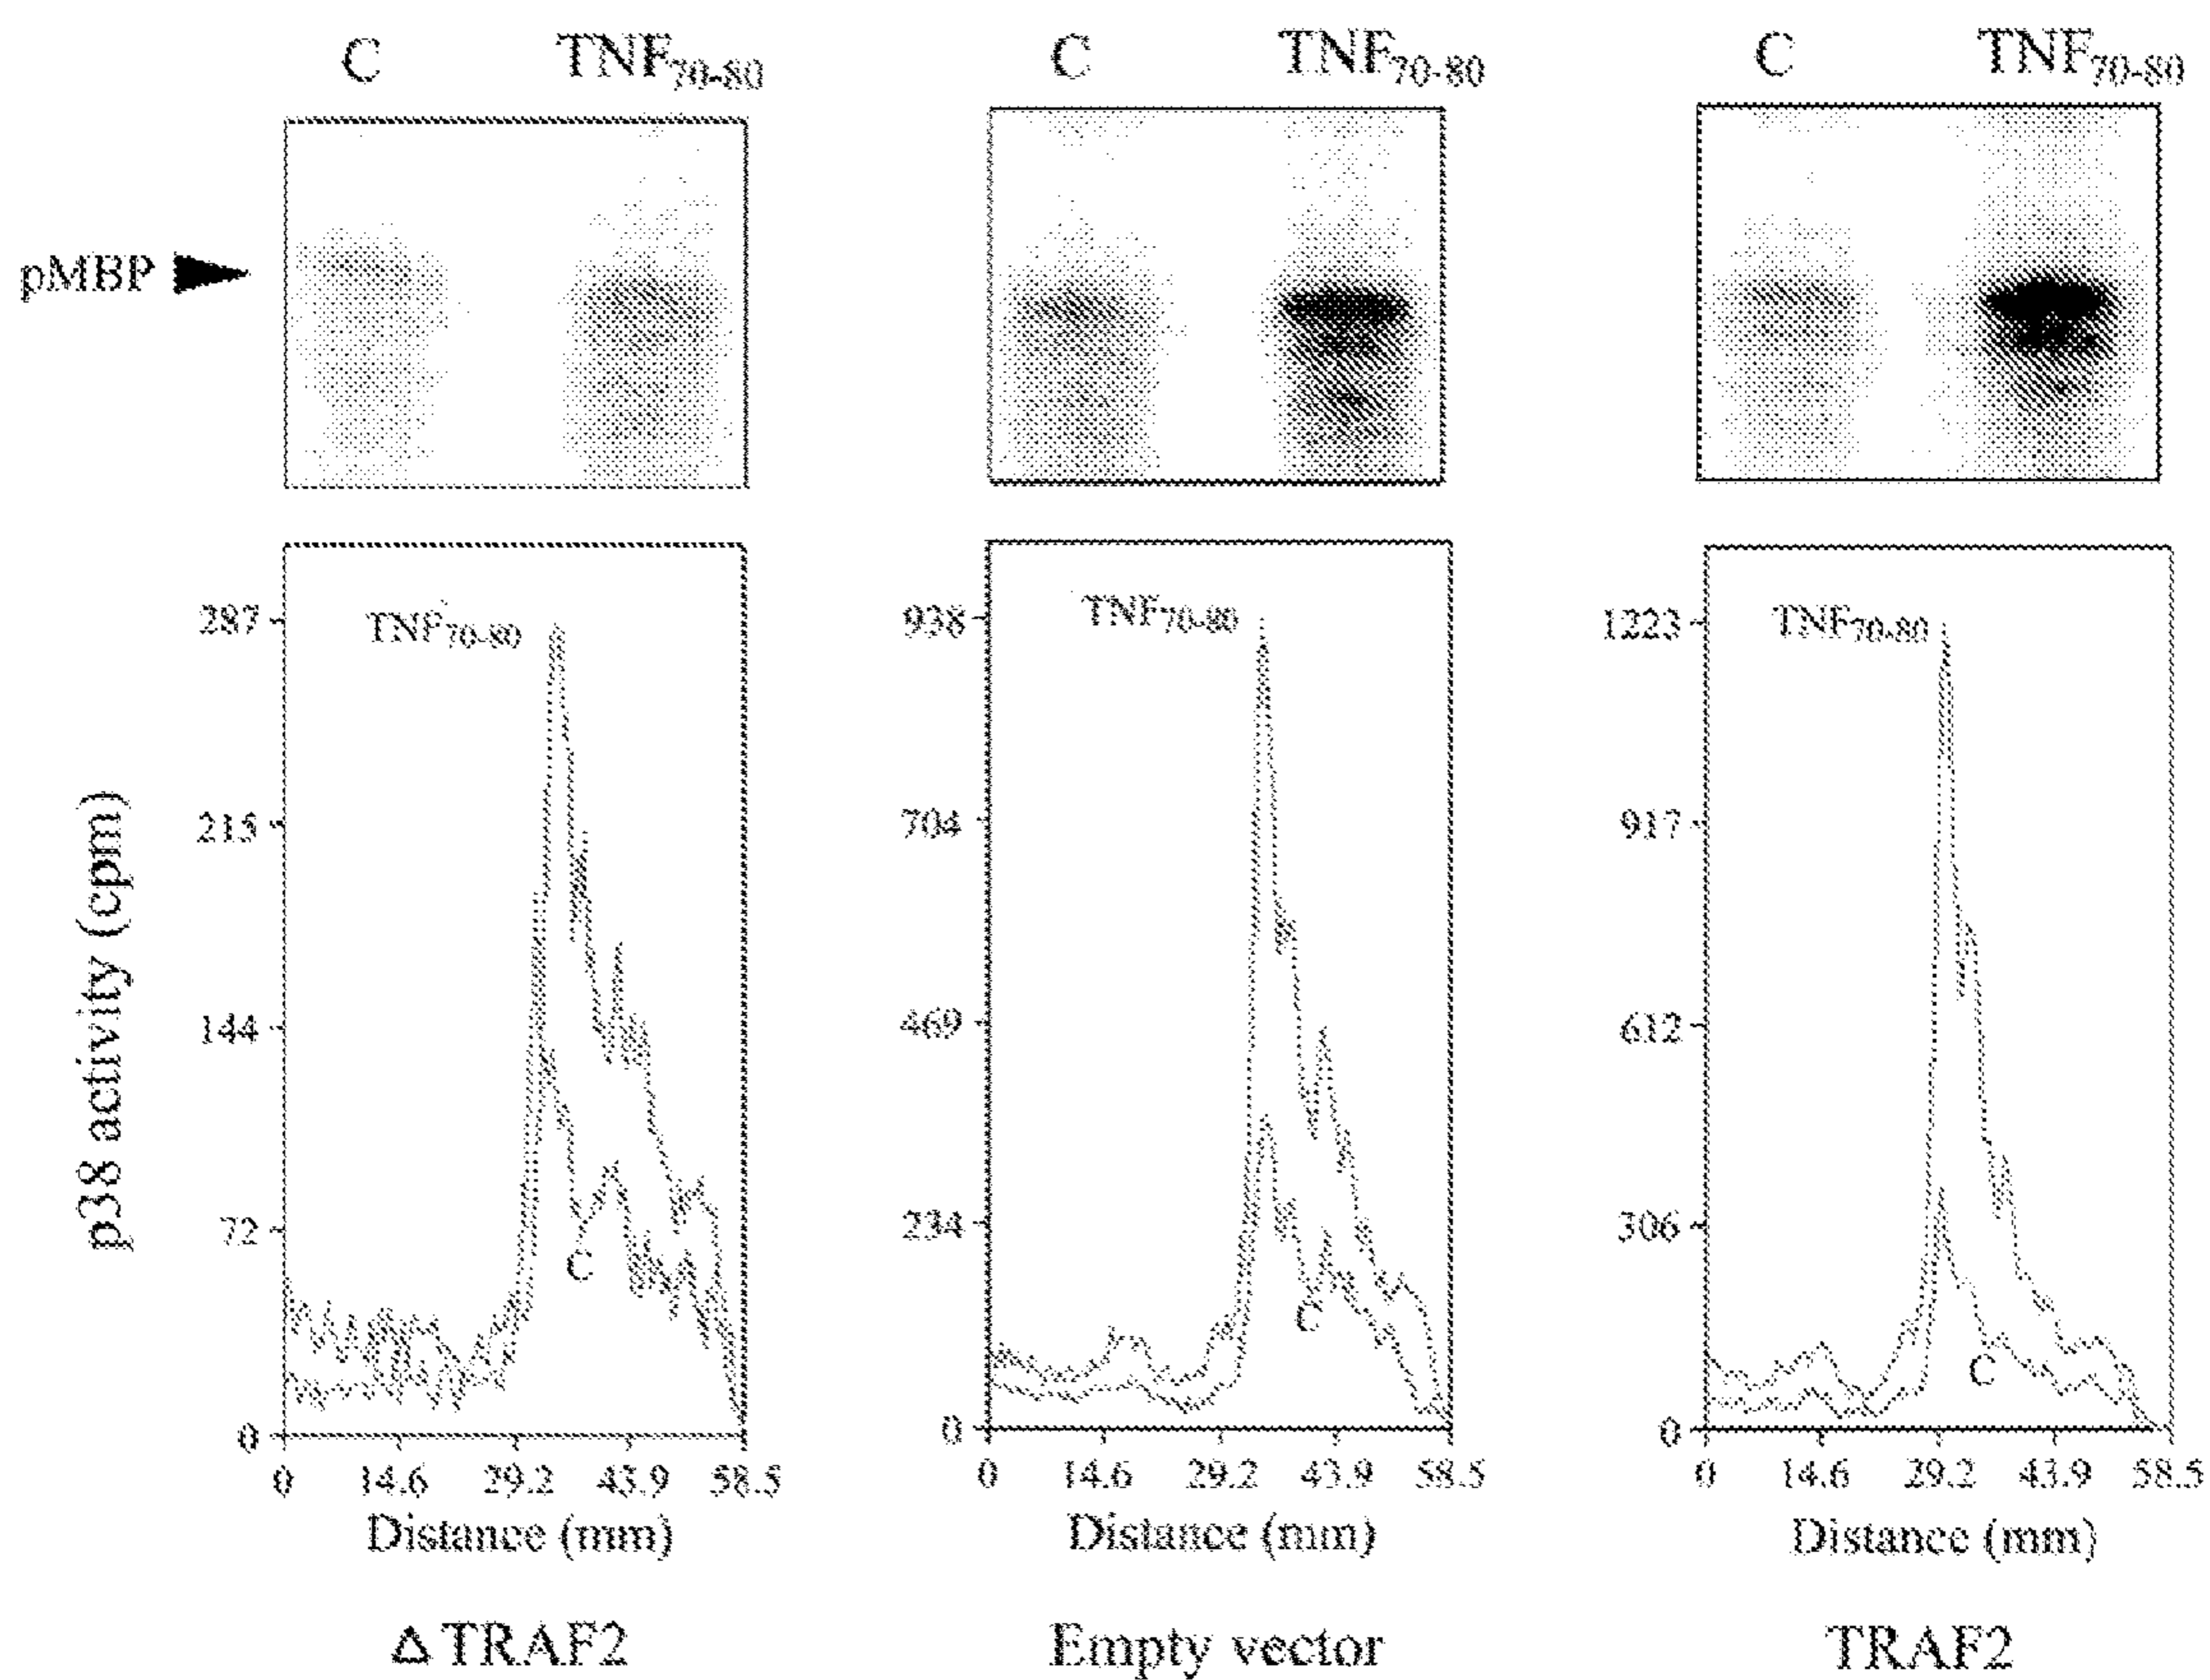 C TNF70-80 C TNF70-80 C TNF70-80
pMBP
p38 activity (cpm)
TNF70-80
287
215
144
72
0
C
0 14.6 29.2 43.9 58.5
Distance (mm)
Δ TRAF2
TNF70-80
938
704
469
234
0
C
0 14.6 29.2 43.9 58.5
Distance (mm)
Empty vector
TNF70-80
1223
917
612
306
0
C
0 14.6 29.2 43.9 58.5
Distance (mm)
TRAF2